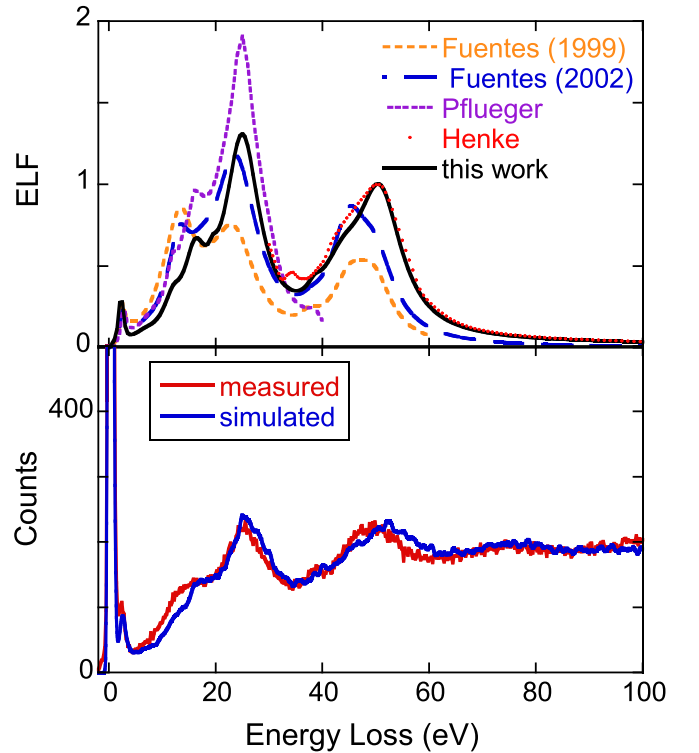 2
Fuentes (1999)
Fuentes (2002)
Pflueger
Henke
this work
ELF
1
0
measured
simulated
400
Counts
200
0
0 20 40 60 80 100
Energy Loss (eV)